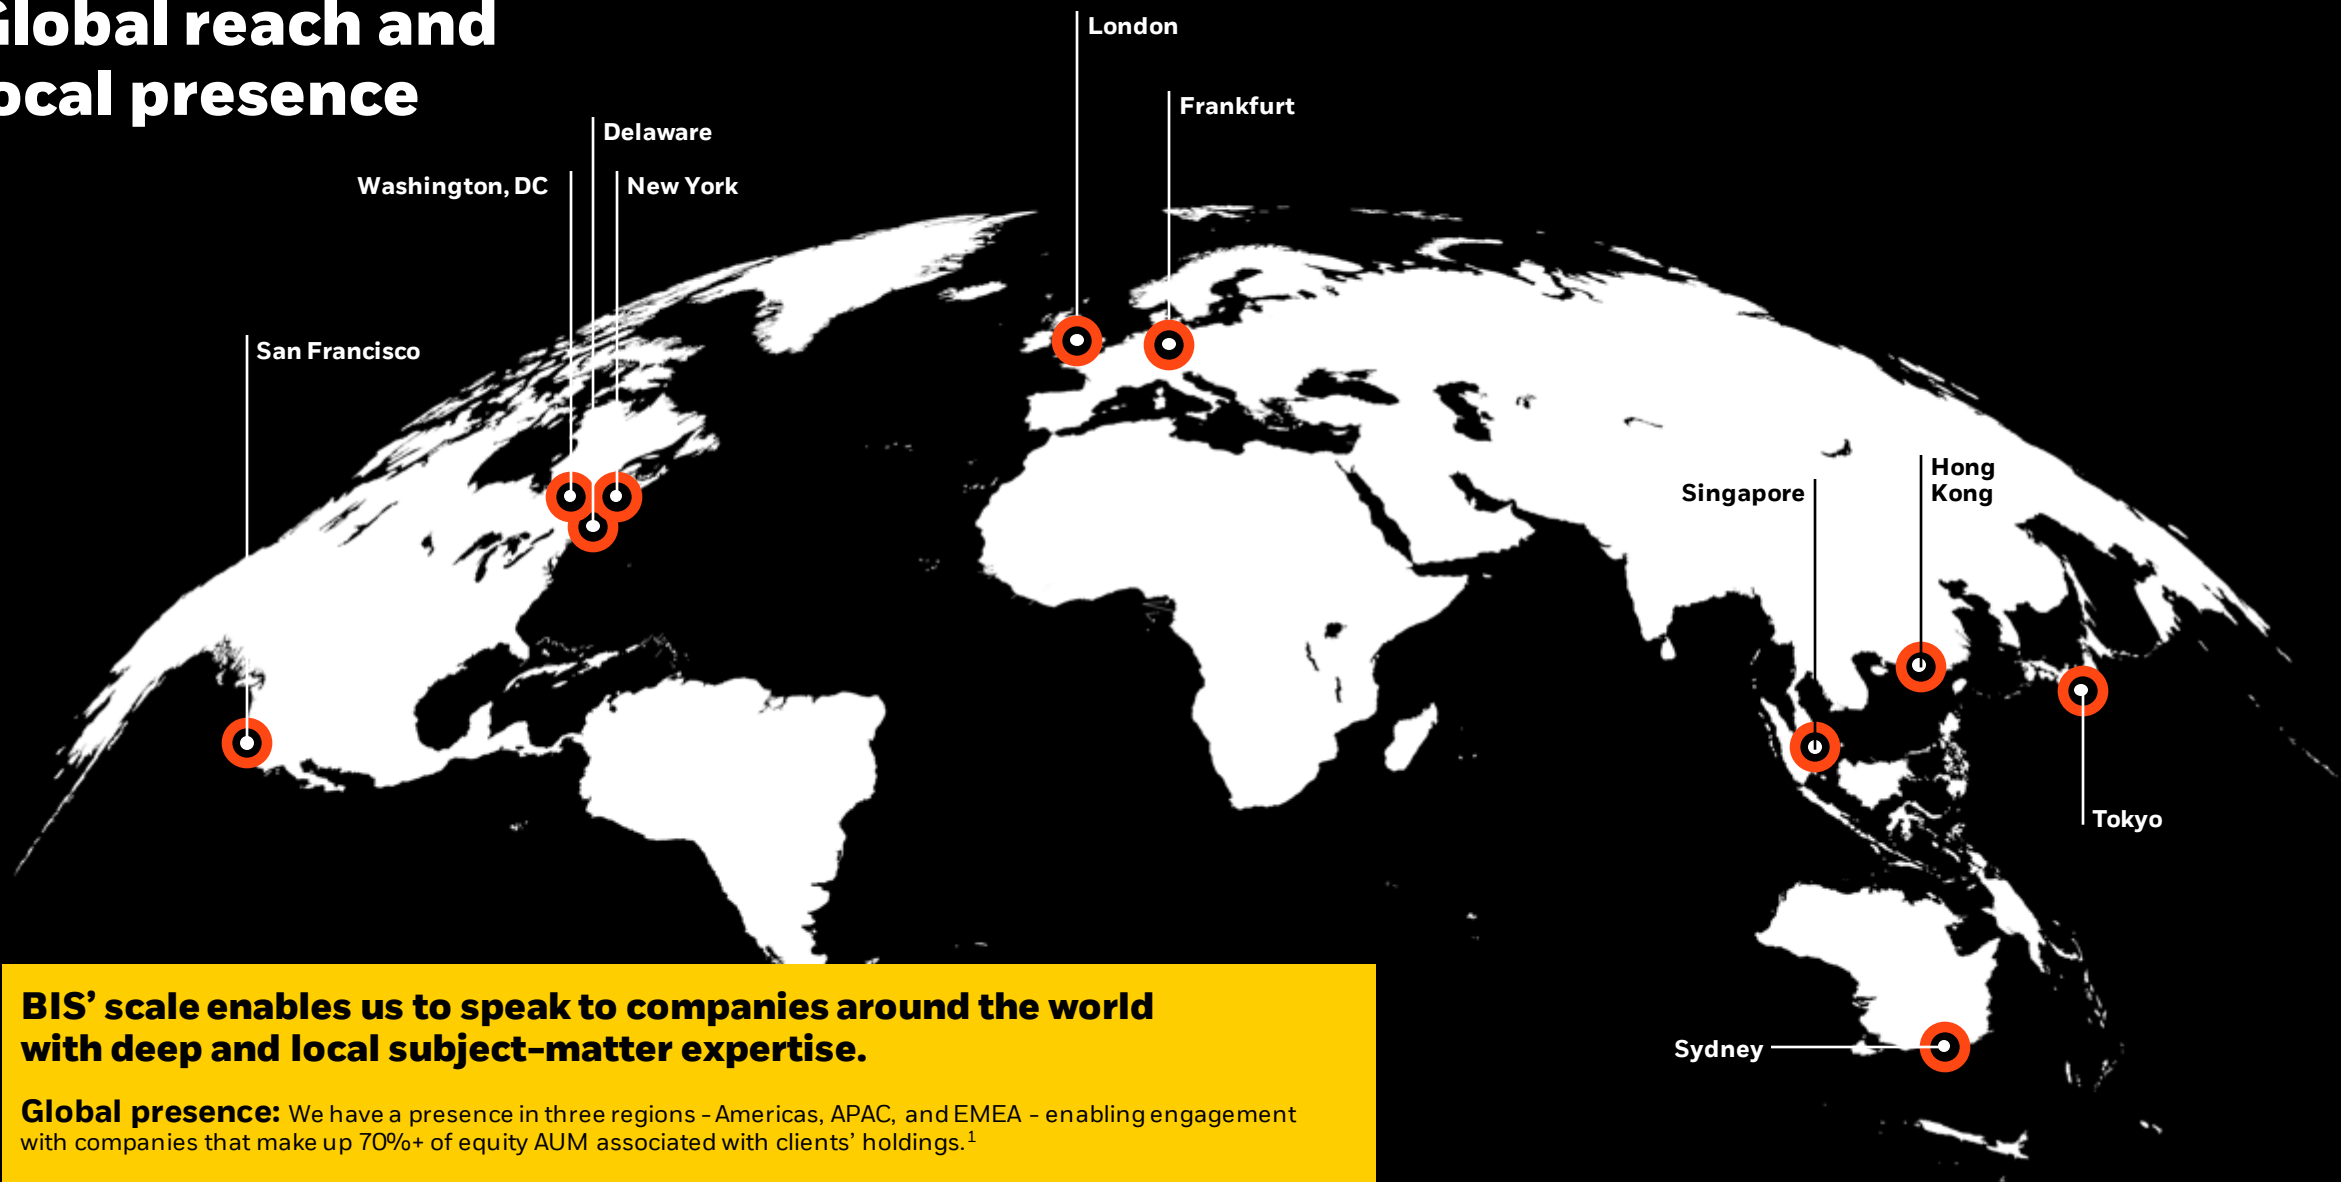 Global reach and
ocal presence
London
Frankfurt
Delaware
Washington, DC
New York
San Francisco
Hong
Kong
Singapore
Tokyo
Sydney
BIS’ scale enables us to speak to companies around the world
with deep and local subject-matter expertise.
Global presence: We have a presence in three regions - Americas, APAC, and EMEA - enabling engagement
with companies that make up 70%+ of equity AUM associated with clients’ holdings.1